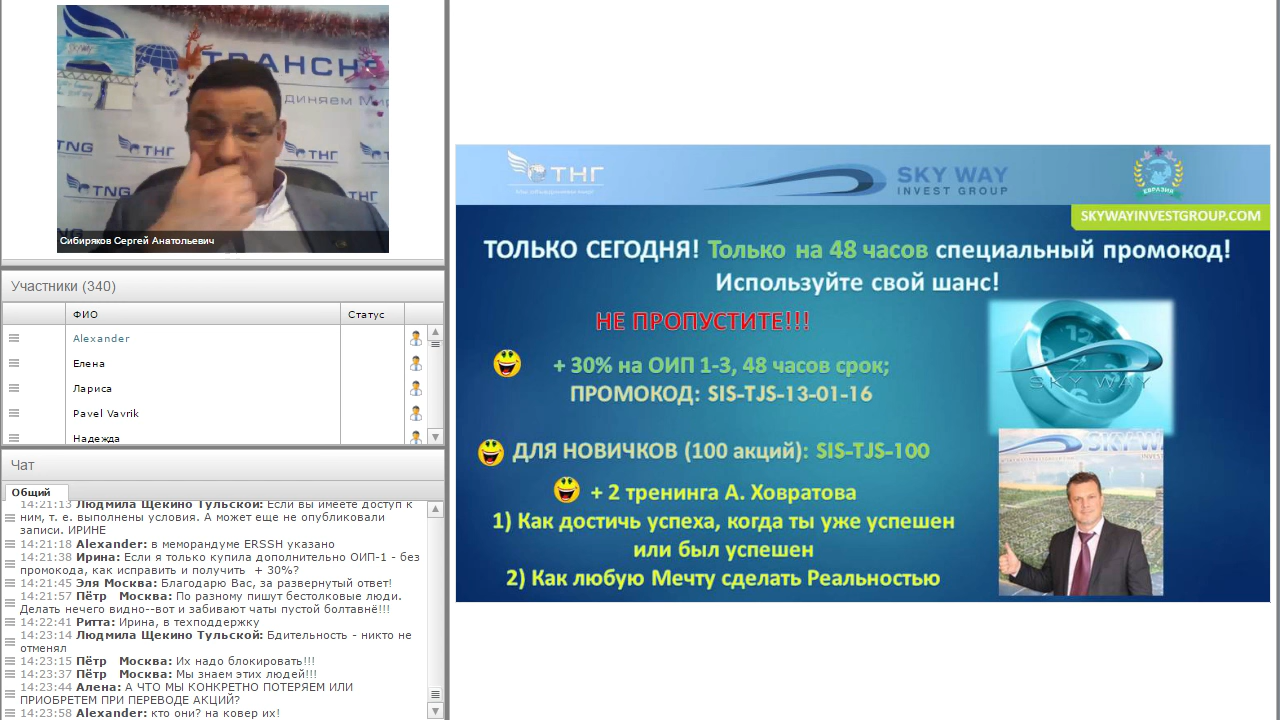 ТРАНСН
диняем Мир
TNG
ТНГ
ТНГ
TNG
ТНГ
Сибиряков Сергей Анатольевич
Участники (340)
ФИО
Статус
Alexander
Елена
Лариса
Pavel Vavrik
Надежда
Чат
Общий
14:21:13 Людмила Щекино Тульской: Если вы имеете доступ к
ним, т. е. выполнены условия. А может еще не опубликовали
записи. ИРИНЕ
14:21:18 Alexander: в меморандуме ERSSH указано
14:21:38 Ирина: Если я только купила дополнительно ОИП-1 - без
промокода, как исправить и получить + 30%?
14:21:45 Эля Москва: Благодарю Вас, за развернутый ответ!
14:21:57 Пётр Москва: По разному пишут бестолковые люди.
Делать нечего видно--вот и забивают чаты пустой болтавнё!!!
14:22:41 Ритта: Ирина, в техподдержку
14:23:14 Людмила Щекино Тульской: Бдительность - никто не
отменял
14:23:15 Пётр Москва: Их надо блокировать!!!
14:23:37 Пётр Москва: Мы знаем этих людей!!!
14:23:44 Алена: А ЧТО МЫ КОНКРЕТНО ПОТЕРЯЕМ ИЛИ
ПРИОБРЕТЕМ ПРИ ПЕРЕВОДЕ АКЦИЙ?
14:23:58 Alexander: кто они? на ковер их!
ТНГ
SKY WAY
INVEST GROUP
ЕВРАЗИЯ
SKYWAYINVESTGROUP.COM
ТОЛЬКО СЕГОДНЯ! Только на 48 часов специальный промокод!
Используйте свой шанс!
НЕ ПРОПУСТИТЕ!!!
+ 30% на ОИП 1-3, 48 часов срок;
ПРОМОКОД: SIS-TJS-13-01-16
ДЛЯ НОВИЧКОВ (100 акций): SIS-TJS-100
+ 2 тренинга А. Ховратова
1) Как достичь успеха, когда ты уже успешен
или был успешен
2) Как любую Мечту сделать Реальностью
12
SKY WAY
SKY WAY
INVEST